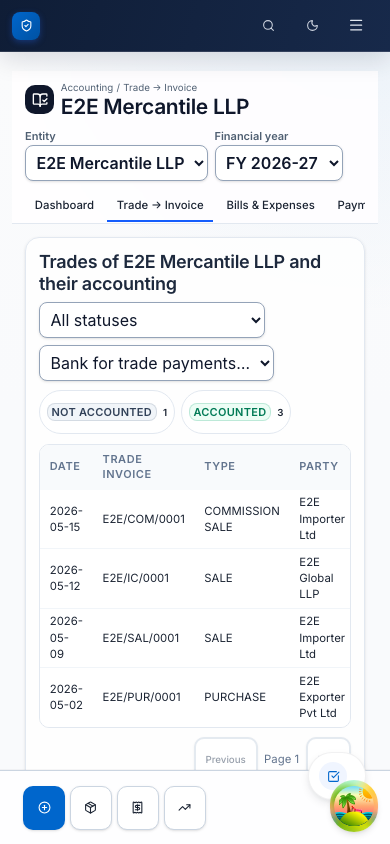 Accounting / Trade → Invoice
E2E Mercantile LLP
Entity
Financial year
E2E Mercantile LLP
FY 2026-27
Dashboard
Trade → Invoice
Bills & Expenses
Paym
Trades of E2E Mercantile LLP and
their accounting
All statuses
Bank for trade payments...
NOT ACCOUNTED 1
ACCOUNTED 3
DATE
TRADE
INVOICE
TYPE
PARTY
2026-
05-15
E2E/COM/0001
COMMISSION
SALE
E2E
Importer
Ltd
2026-
05-12
E2E/IC/0001
SALE
E2E
Global
LLP
2026-
05-
09
E2E/SAL/0001
SALE
E2E
Importer
Ltd
2026-
05-02
E2E/PUR/0001
PURCHASE
E2E
Exporter
Pvt Ltd
Previous
Page 1